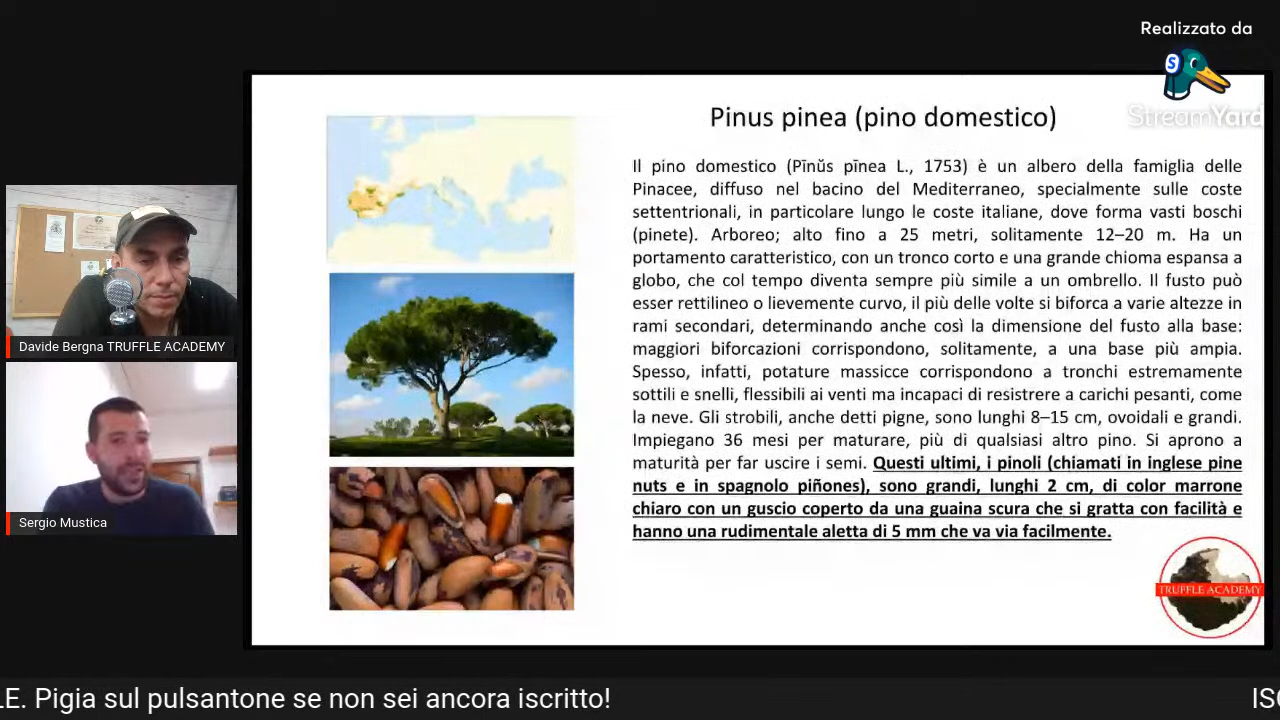 Realizzato da
StreamYard
Pinus pinea (pino domestico)
Il pino domestico (Pīnŭs pīnea L., 1753) è un albero della famiglia delle
Pinacee, diffuso nel bacino del Mediterraneo, specialmente sulle coste
settentrionali, in particolare lungo le coste italiane, dove forma vasti boschi
(pinete). Arboreo; alto fino a 25 metri, solitamente 12–20 m. Ha un
portamento caratteristico, con un tronco corto e una grande chioma espansa a
globo, che col tempo diventa sempre più simile a un ombrello. Il fusto può
esser rettilineo o lievemente curvo, il più delle volte si biforca a varie altezze in
rami secondari, determinando anche così la dimensione del fusto alla base:
maggiori biforcazioni corrispondono, solitamente, a una base più ampia.
Spesso, infatti, potature massicce corrispondono a tronchi estremamente
sottili e snelli, flessibili ai venti ma incapaci di resistrere a carichi pesanti, come
la neve. Gli strobili, anche detti pigne, sono lunghi 8–15 cm, ovoidali e grandi.
Impiegano 36 mesi per maturare, più di qualsiasi altro pino. Si aprono a
maturità per far uscire i semi. Questi ultimi, i pinoli (chiamati in inglese pine
nuts e in spagnolo piñones), sono grandi, lunghi 2 cm, di color marrone
chiaro con un guscio coperto da una guaina scura che si gratta con facilità e
hanno una rudimentale aletta di 5 mm che va via facilmente.
TRUFFLE ACADEMY
Davide Bergna TRUFFLE ACADEMY
Sergio Mustica
LE. Pigia sul pulsantone se non sei ancora iscritto!
ISC